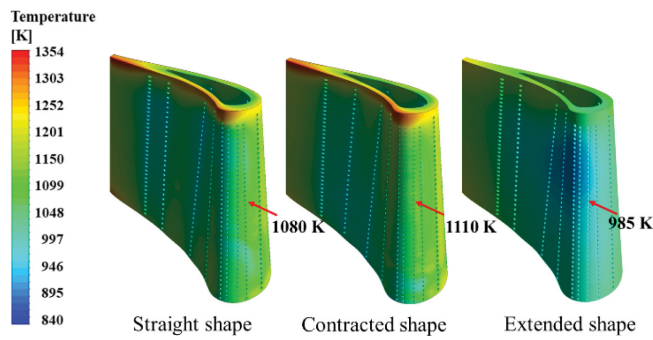 Temperature
[K]
1354
1303
1252
1201
1150
1099
1048
997
946
895
840
1080 K
1110 K
985 K
Straight shape
Contracted shape
Extended shape